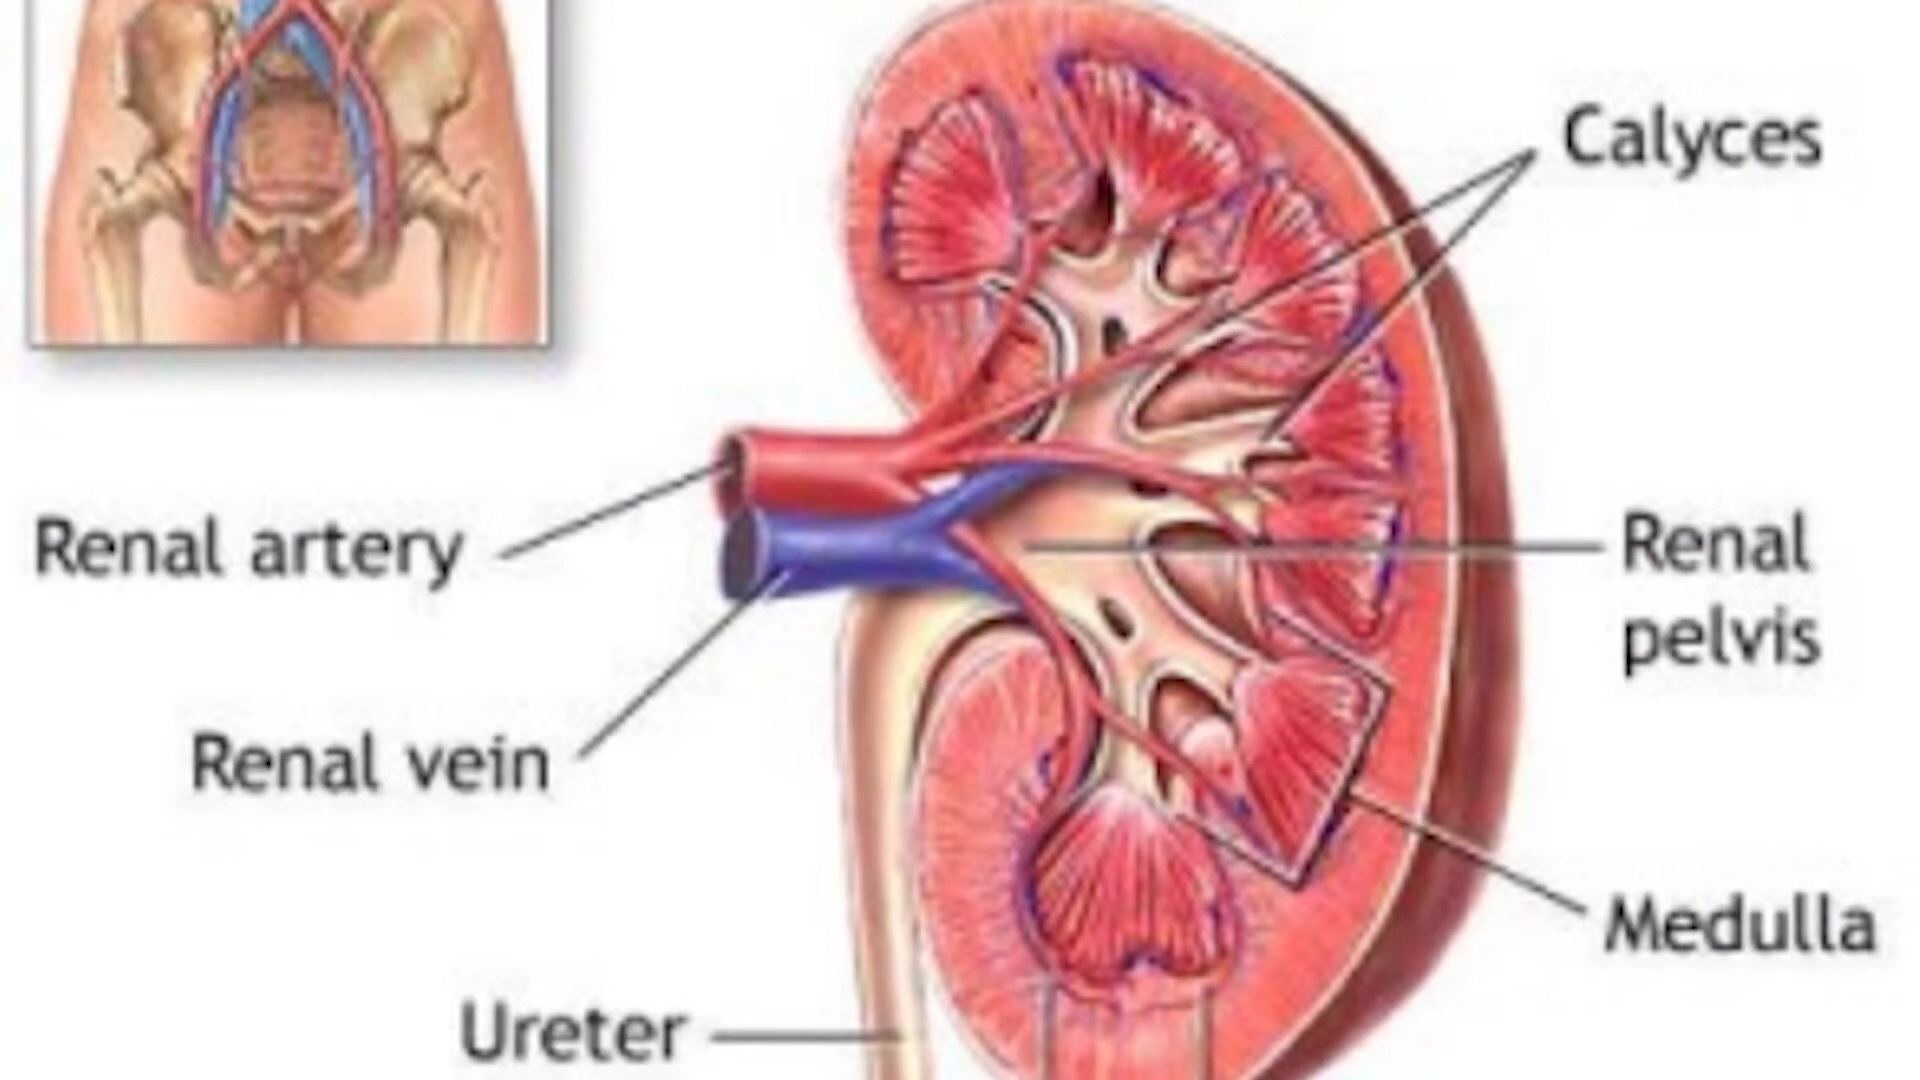 Calyces
Renal artery
Renal
pelvis
Renal vein
Medulla
Ureter